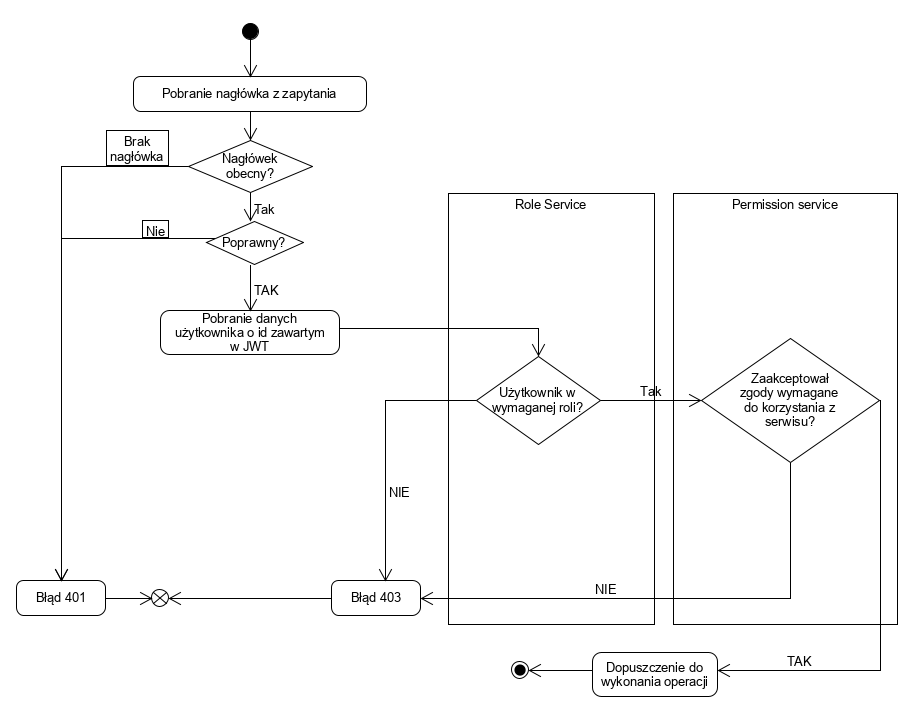 Pobranie nagłówka z zapytania
Brak
nagłówka
Nagłówek
obecny?
Tak
Nie
Poprawny?
TAK
Pobranie danych
użytkownika o id zawartym
w JWT
Role Service
Permission service
Użytkownik w
wymaganej roli?
Tak
Zaakceptował
zgody wymagane
do korzystania z
serwisu?
NIE
NIE
Błąd 401
Błąd 403
TAK
Dopuszczenie do
wykonania operacji